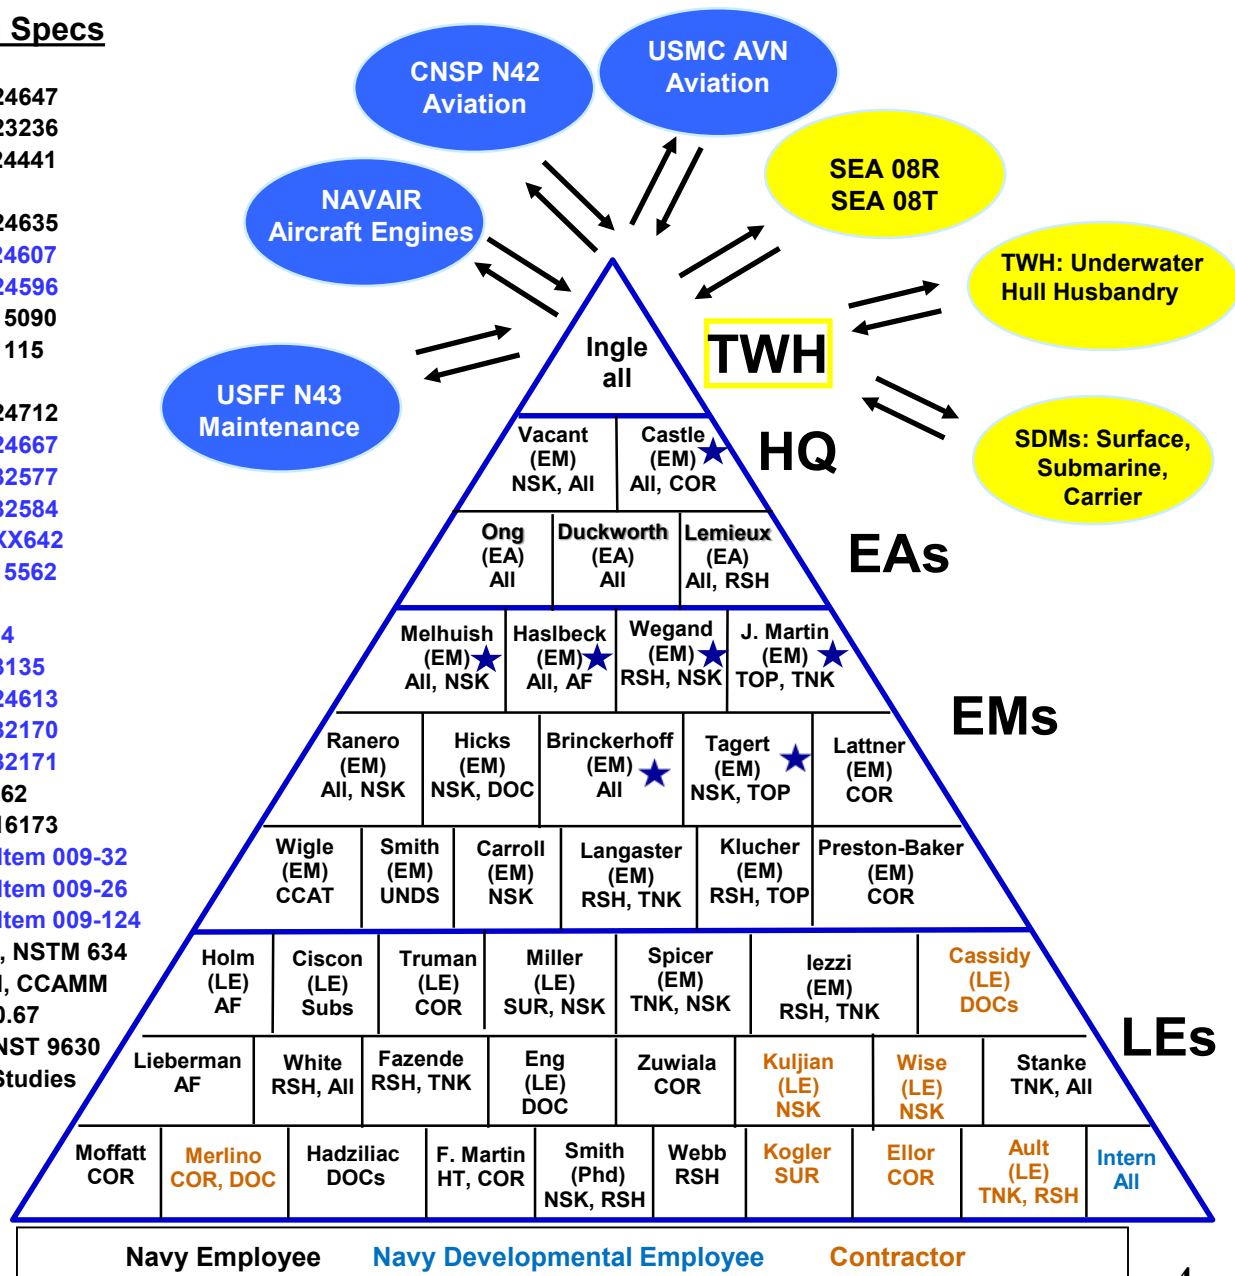 Specs
24647
23236
24441
24635
24607
24596
5090
115
24712
24667
32577
32584
XX642
5562
4
3135
24613
32170
32171
62
16173
Item 009-32
Item 009-26
Item 009-124
, NSTM 634
, CCAMM
0.67
NST 9630
Studies
CNSP N42
Aviation
USMC AVN
Aviation
NAVAIR
Aircraft Engines
USFF N43
Maintenance
SEA 08R
SEA 08T
TWH: Underwater
Hull Husbandry
SDMs: Surface,
Submarine,
Carrier
Ingle
all
TWH
Vacant
(EM)
NSK, All
Castle
(EM)
All, COR
HQ
Ong
(EA)
All
Duckworth
(EA)
All
Lemieux
(EA)
All, RSH
EAs
Melhuish
(EM)
All, NSK
Haslbeck
(EM)
All, AF
Wegand
(EM)
RSH, NSK
J. Martin
(EM)
TOP, TNK
EMs
Ranero
(EM)
All, NSK
Hicks
(EM)
NSK, DOC
Brinckerhoff
(EM)
All
Tagert
(EM)
NSK, TOP
Lattner
(EM)
COR
Wigle
(EM)
CCAT
Smith
(EM)
UNDS
Carroll
(EM)
NSK
Langaster
(EM)
RSH, TNK
Klucher
(EM)
RSH, TOP
Preston-Baker
(EM)
COR
Holm
(LE)
AF
Ciscon
(LE)
Subs
Truman
(LE)
COR
Miller
(LE)
SUR, NSK
Spicer
(EM)
TNK, NSK
Iezzi
(EM)
RSH, TNK
Cassidy
(LE)
DOCs
LEs
Lieberman
AF
White
RSH, All
Fazende
RSH, TNK
Eng
(LE)
DOC
Zuwiala
COR
Kuljian
(LE)
NSK
Wise
(LE)
NSK
Stanke
TNK, All
Moffatt
COR
Merlino
COR, DOC
Hadziliac
DOCs
F. Martin
HT, COR
Smith
(Phd)
NSK, RSH
Webb
RSH
Kogler
SUR
Ellor
COR
Ault
(LE)
TNK, RSH
Intern
All
Navy Employee Navy Developmental Employee Contractor